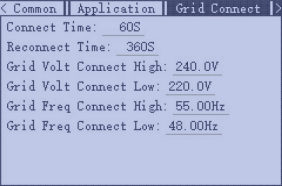 < Common || Application || Grid Connect |>
Connect Time: 60S
Reconnect Time: 360S
Grid Volt Connect High: 240.0V
Grid Volt Connect Low: 220.0V
Grid Freq Connect High: 55.00Hz
Grid Freq Connect Low: 48.00Hz